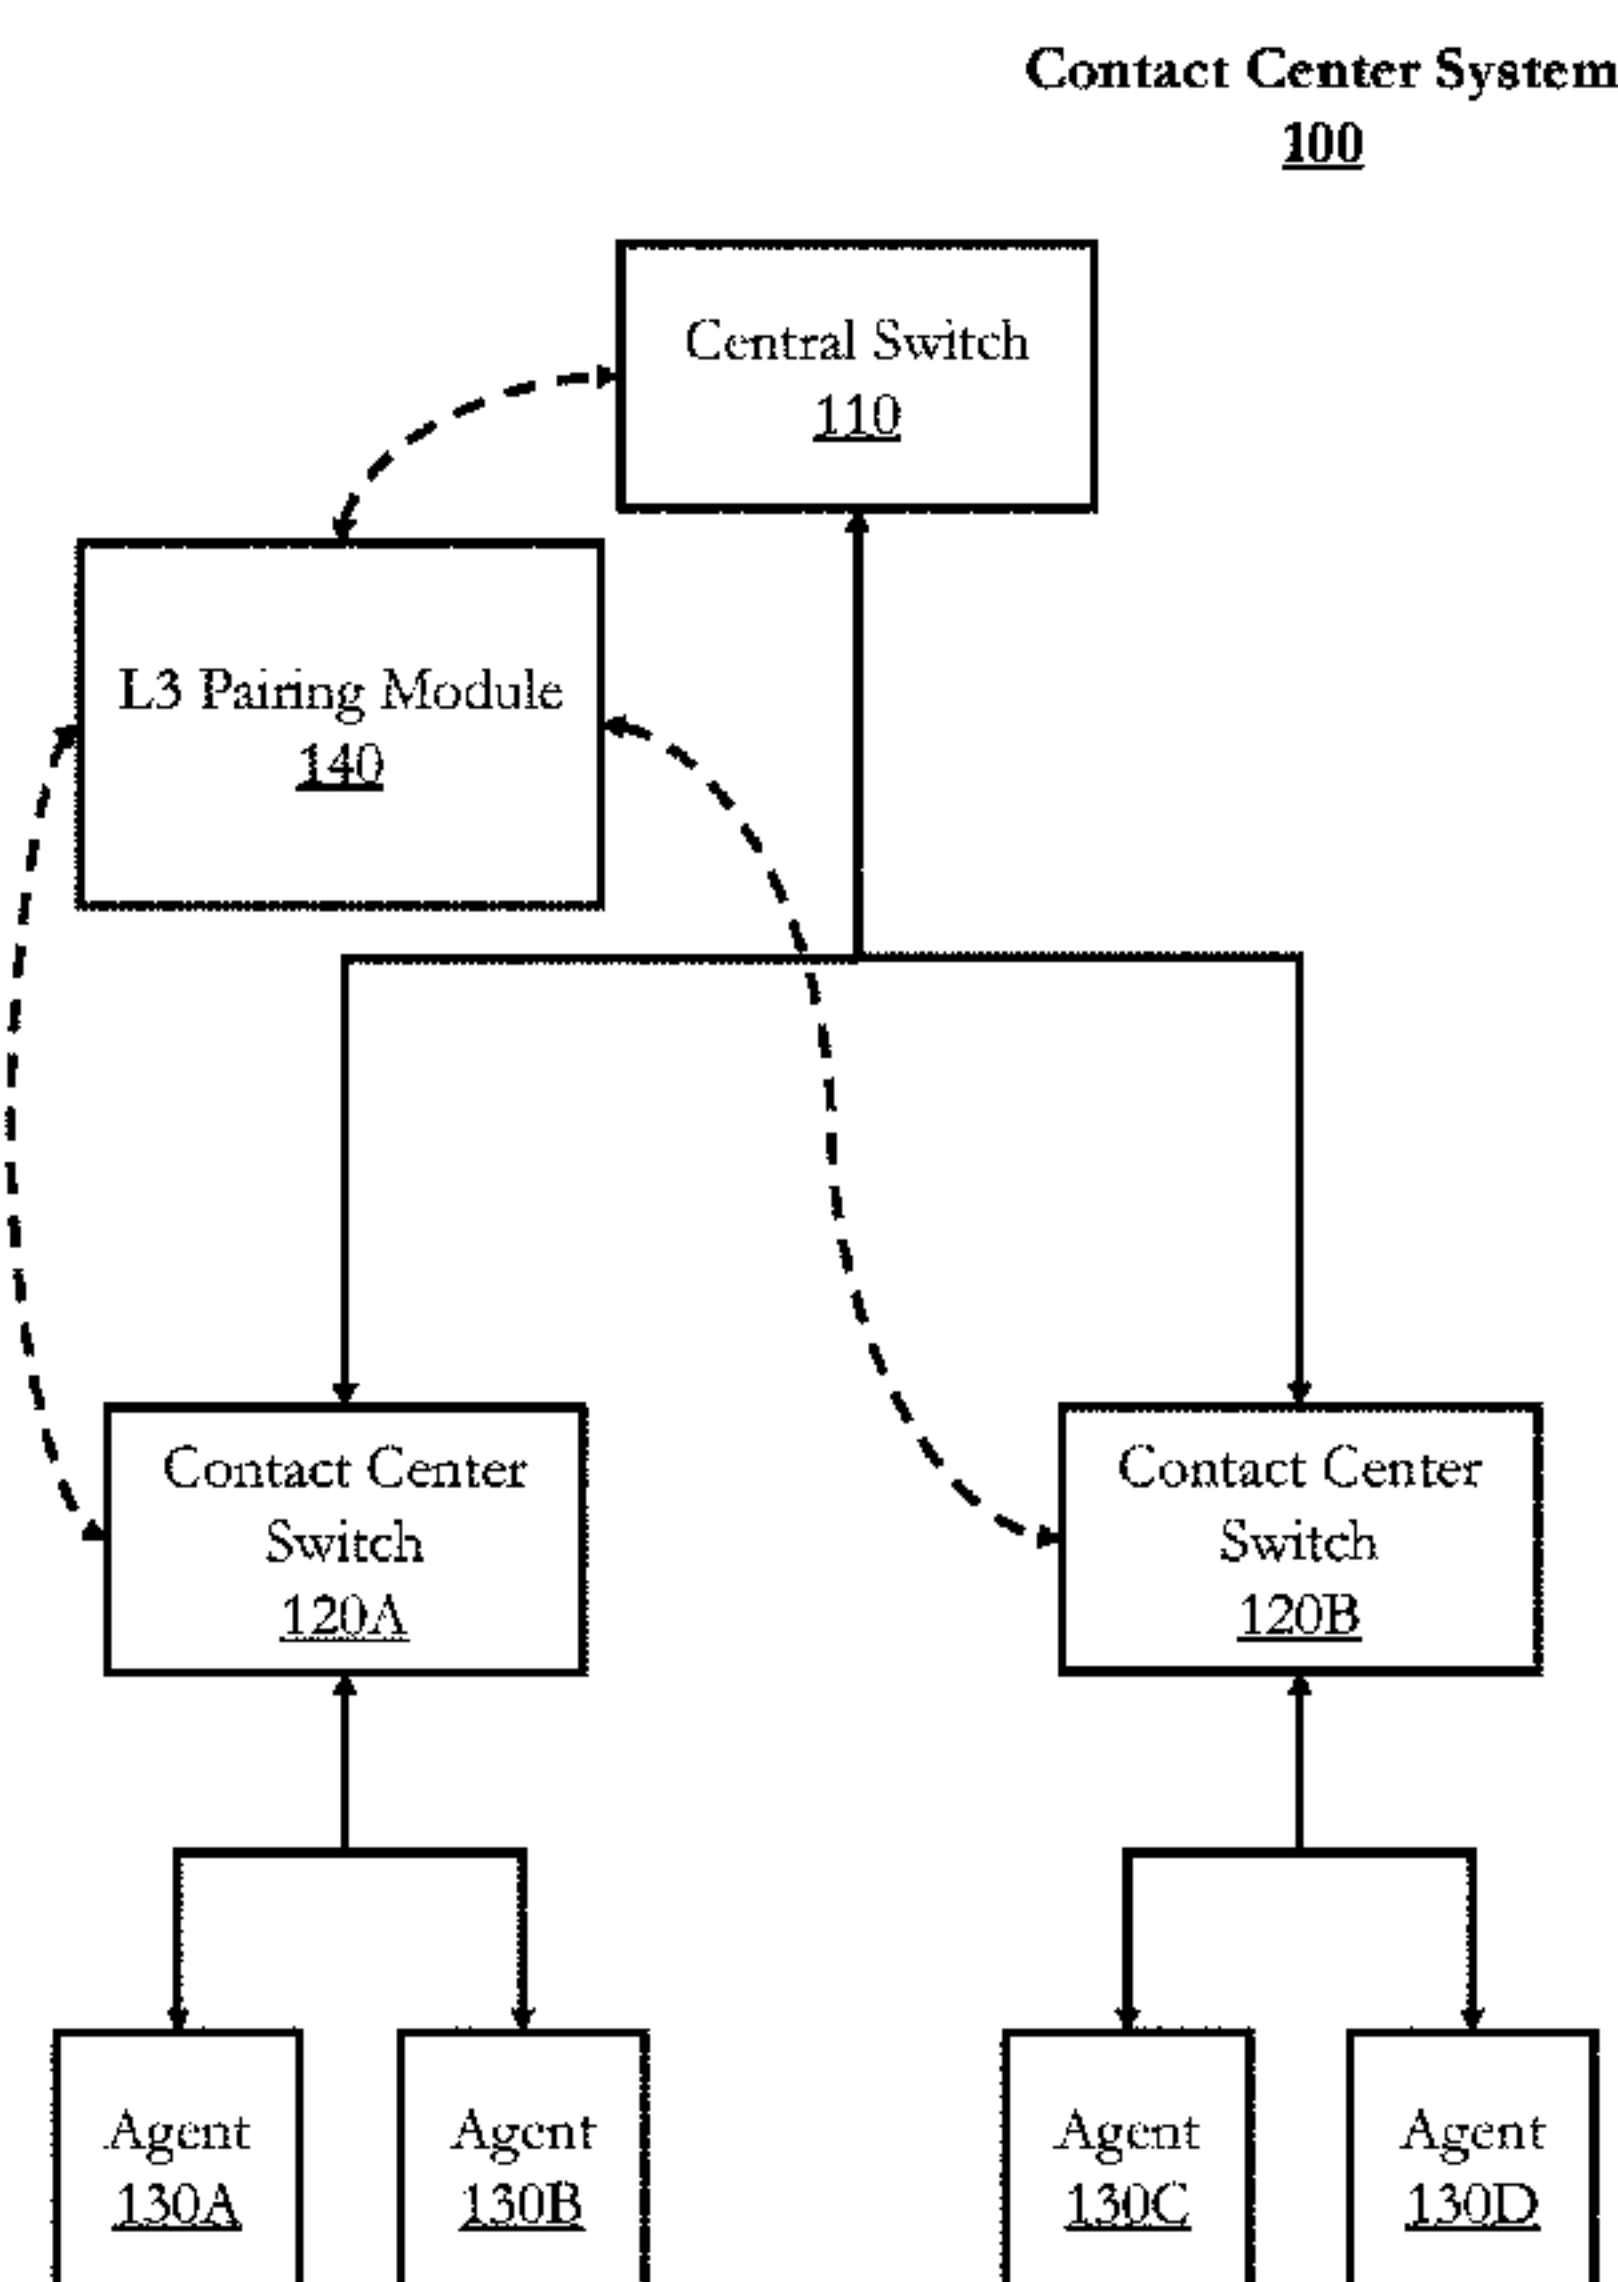 Contact Center System
100
Central Switch
110
L3 Pairing Module
140
Contact Center
Switch
120A
Contact Center
Switch
120B
Agent
130A
Agent
130B
Agent
130C
Agent
130D